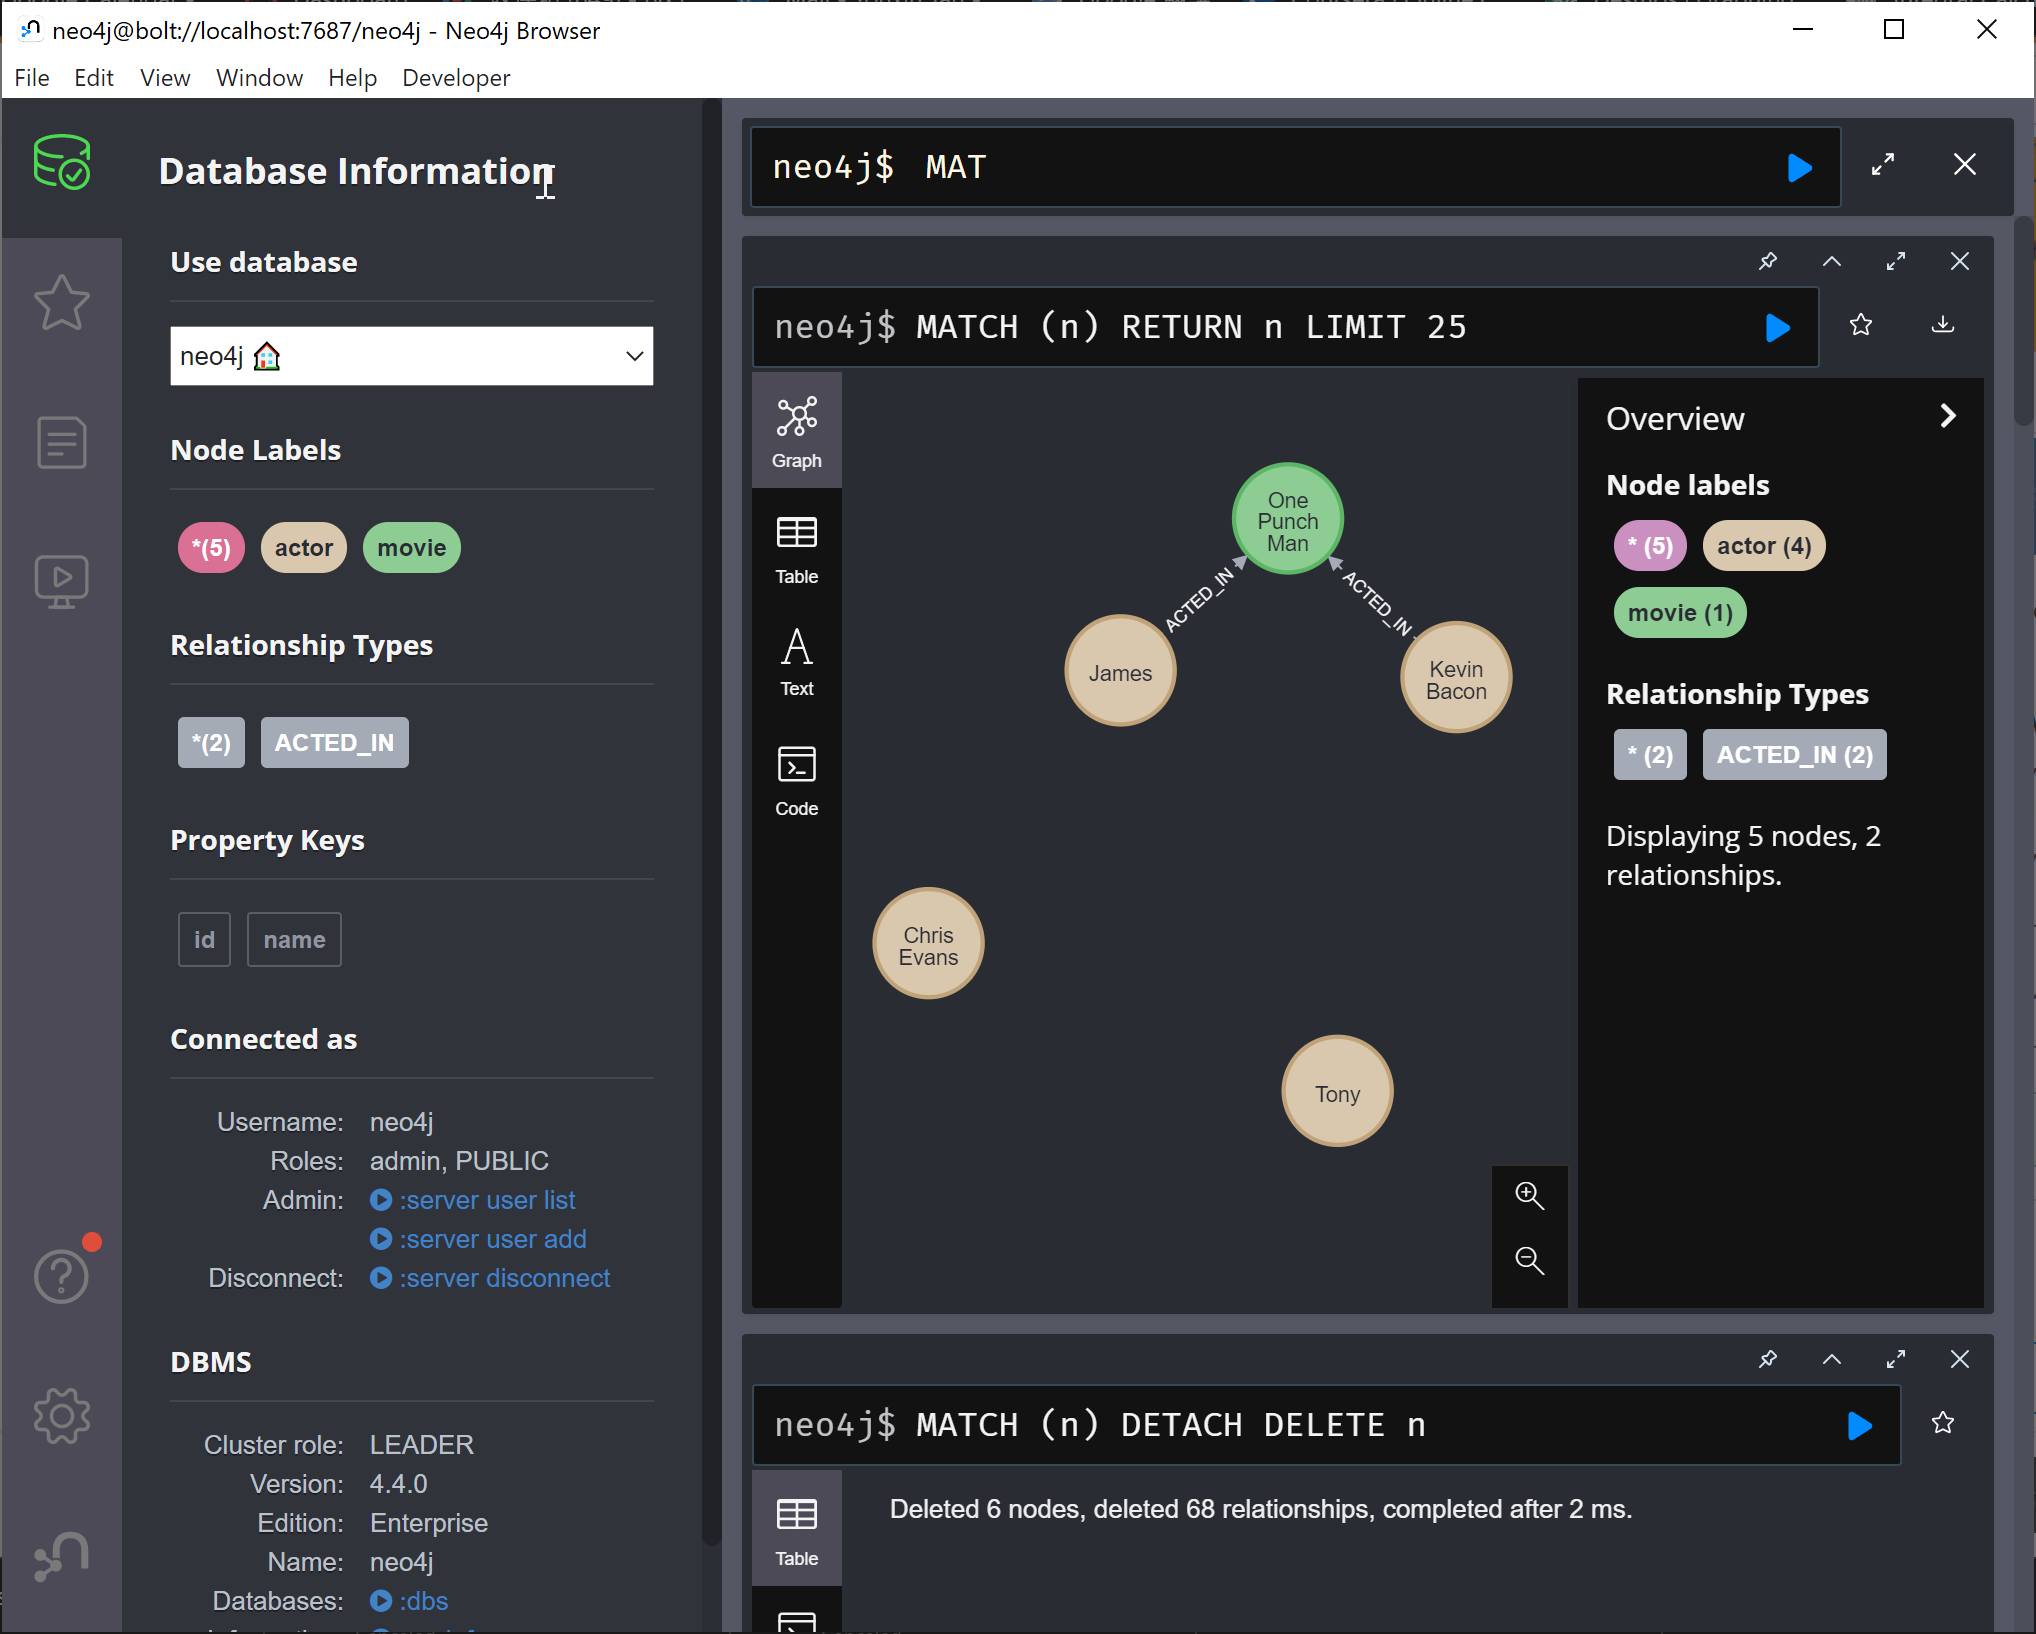 neo4j@bolt://localhost:7687/neo4j - Neo4j Browser
File Edit View Window Help Developer
Database Information
Use database
neo4j
Node Labels
*(5) actor movie
Relationship Types
*(2) ACTED_IN
Property Keys
id name
Connected as
Username: neo4j
Roles: admin, PUBLIC
Admin: :server user list
:server user add
Disconnect: :server disconnect
DBMS
Cluster role: LEADER
Version: 4.4.0
Edition: Enterprise
Name: neo4j
Databases: :dbs
neo4j$ MAT
neo4j$ MATCH (n) RETURN n LIMIT 25
Graph
Table
Text
Code
One
Punch
Man
ACTED_IN
ACTED_IN
James
Kevin
Bacon
Chris
Evans
Tony
Overview
Node labels
* (5) actor (4)
movie (1)
Relationship Types
* (2) ACTED_IN (2)
Displaying 5 nodes, 2
relationships.
neo4j$ MATCH (n) DETACH DELETE n
Table
Deleted 6 nodes, deleted 68 relationships, completed after 2 ms.